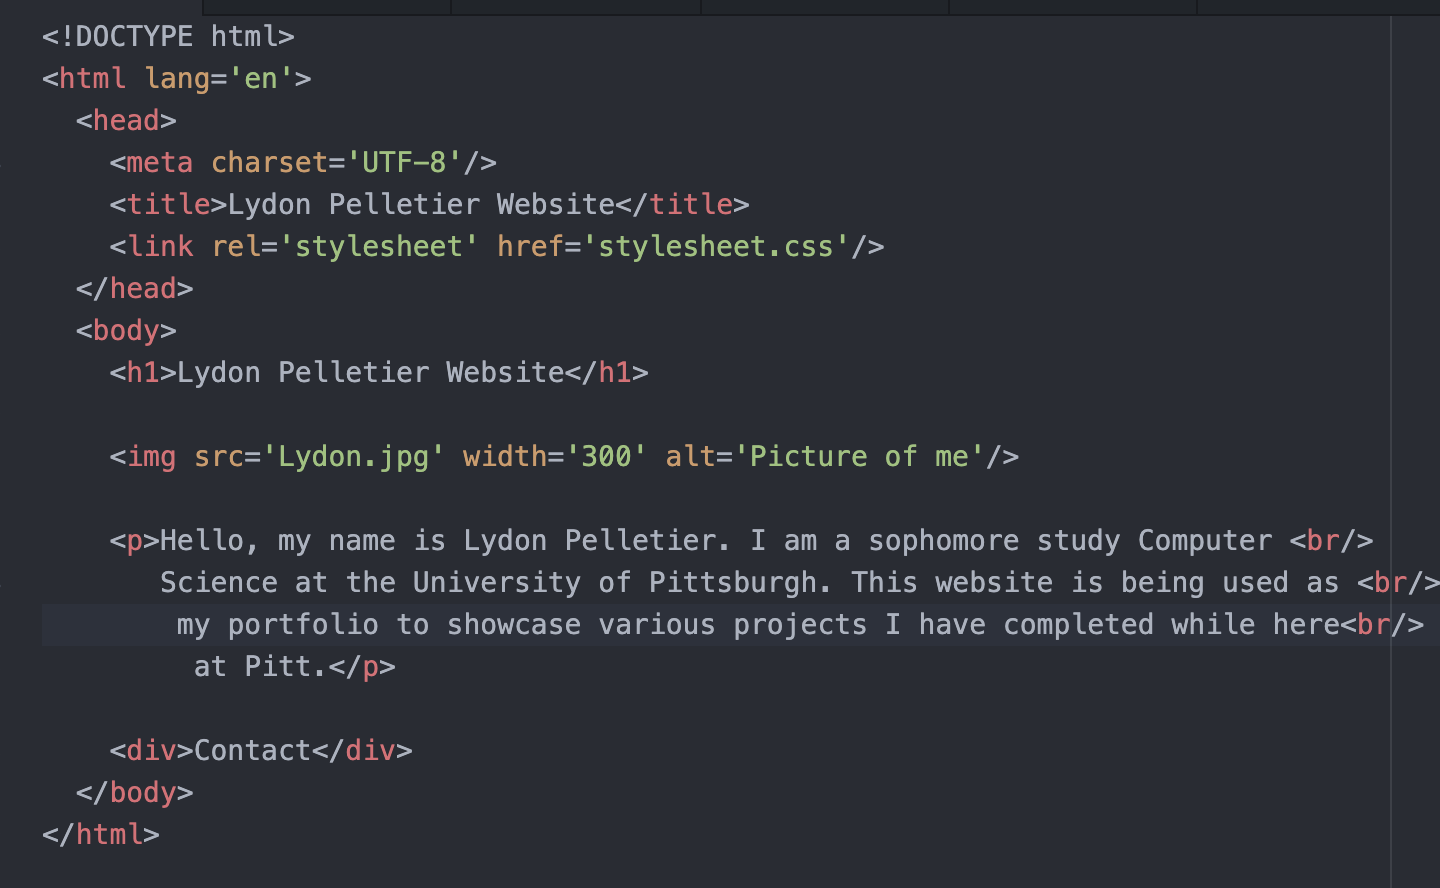 <!DOCTYPE html>
<html lang='en'>
  <head>
    <meta charset='UTF-8'/>
    <title>Lydon Pelletier Website</title>
    <link rel='stylesheet' href='stylesheet.css'/>
  </head>
  <body>
    <h1>Lydon Pelletier Website</h1>

    <img src='Lydon.jpg' width='300' alt='Picture of me'/>

    <p>Hello, my name is Lydon Pelletier. I am a sophomore study Computer <br/>
       Science at the University of Pittsburgh. This website is being used as <br/>
        my portfolio to showcase various projects I have completed while here<br/>
         at Pitt.</p>

    <div>Contact</div>
  </body>
</html>